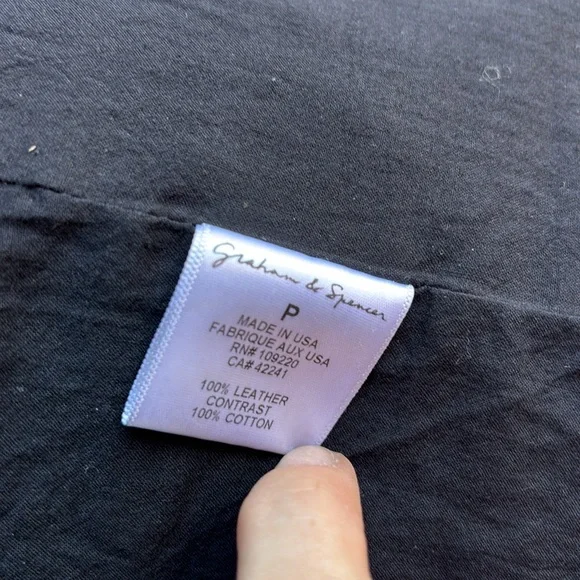 Graham & Spencer
P
MADE IN USA
FABRIQUE AUX USA
RN# 109220
CA# 42241
100% LEATHER
CONTRAST
100% COTTON